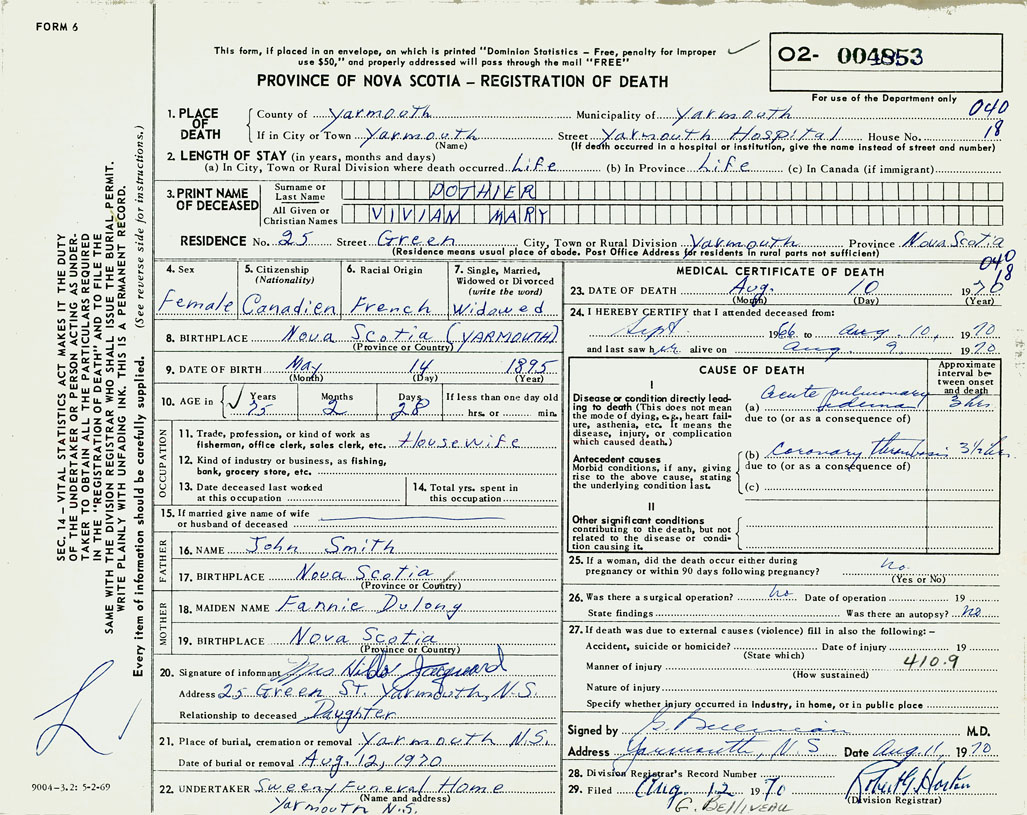 FORM 6
This form, if placed in an envelope, on which is printed "Dominion Statistics – Free, penalty for improper
use $50," and properly addressed will pass through the mail "FREE"
PROVINCE OF NOVA SCOTIA – REGISTRATION OF DEATH
O2- 004853
For use of the Department only
040
18
1. PLACE OF DEATH
County of Yarmouth Municipality of Yarmouth
If in City or Town Yarmouth Street Yarmouth Hospital House No.
(Name) (If death occurred in a hospital or institution, give name instead of street and number)
2. LENGTH OF STAY (in years, months and days)
(a) In City, Town or Rural Division where death occurred Life (b) In Province Life (c) In Canada (if immigrant)
3. PRINT NAME OF DECEASED
Surname or Last Name POTHIER
All Given or Christian Names VIVIAN MARY
RESIDENCE No. 25 Street Green City, Town or Rural Division Yarmouth Province Nova Scotia
(Residence means usual place of abode. Post Office Address for residents in rural parts not sufficient)
040
18
4. Sex
Female
5. Citizenship
(Nationality)
Canadien
6. Racial Origin
French
7. Single, Married,
Widowed or Divorced
(write the word)
Widowed
8. BIRTHPLACE Nova Scotia (YARMOUTH)
(Province or Country)
9. DATE OF BIRTH May 14 1895
(Month) (Day) (Year)
10. AGE in Years Months Days If less than one day old
✓ 75 2 28 hrs. or min.
OCCUPATION
11. Trade, profession, or kind of work as
fisherman, office clerk, sales clerk, etc. Housewife
12. Kind of industry or business, as fishing,
bank, grocery store, etc.
13. Date deceased last worked
at this occupation
14. Total yrs. spent in
this occupation
15. If married give name of wife
or husband of deceased
FATHER
16. NAME John Smith
17. BIRTHPLACE Nova Scotia
(Province or Country)
MOTHER
18. MAIDEN NAME Fannie Dulong
19. BIRTHPLACE Nova Scotia
(Province or Country)
20. Signature of informant Mrs Hilda Jacquard
Address 25 Green St. Yarmouth, N.S.
Relationship to deceased Daughter
21. Place of burial, cremation or removal Yarmouth N.S.
Date of burial or removal Aug. 12, 1970
22. UNDERTAKER Sweeny Funeral Home
(Name and address)
Yarmouth N.S.
MEDICAL CERTIFICATE OF DEATH
23. DATE OF DEATH Aug. 10 1970
(Month) (Day) (Year)
24. I HEREBY CERTIFY that I attended deceased from:
Sept. 1966 to Aug 10, 1970
and last saw her alive on Aug. 9 1970
CAUSE OF DEATH
Approximate
interval be-
tween onset
and death
I
Disease or condition directly lead-
ing to death (This does not mean
the mode of dying, e.g., heart fail-
ure, asthenia, etc. It means the
disease, injury, or complication
which caused death.)
(a) Acute pulmonary edema 3 hrs
due to (or as a consequence of)
Antecedent causes
Morbid conditions, if any, giving
rise to the above cause, stating
the underlying condition last.
(b) Coronary thrombosis 3 1/2 hrs
due to (or as a consequence of)
(c)
II
Other significant conditions
contributing to the death, but not
related to the disease or condi-
tion causing it.
25. If a woman, did the death occur either during
pregnancy or within 90 days following pregnancy? no.
(Yes or No)
26. Was there a surgical operation? no Date of operation 19
State findings Was there an autopsy? No
27. If death was due to external causes (violence) fill in also the following: –
Accident, suicide or homicide? Date of injury 19
(State which)
410.9
Manner of injury
(How sustained)
Nature of injury
Specify whether injury occurred in industry, in home, or in public place
Signed by G. M.D.
Address Yarmouth, N S Date Aug 11, 1970
28. Division Registrar's Record Number
29. Filed Aug. 12 1970 Robert G. Horton
(Division Registrar)
G. BELLIVEAU
SEC. 14 – VITAL STATISTICS ACT MAKES IT THE DUTY
OF THE UNDERTAKER OR PERSON ACTING AS UNDER-
TAKER TO OBTAIN ALL THE PARTICULARS REQUIRED
IN THE "REGISTRATION OF DEATH" AND TO FILE THE
SAME WITH THE DIVISION REGISTRAR WHO SHALL ISSUE THE BURIAL PERMIT.
WRITE PLAINLY WITH UNFADING INK. THIS IS A PERMANENT RECORD.
Every item of information should be carefully supplied. (See reverse side for instructions.)
9004-3.2: 5-2-69